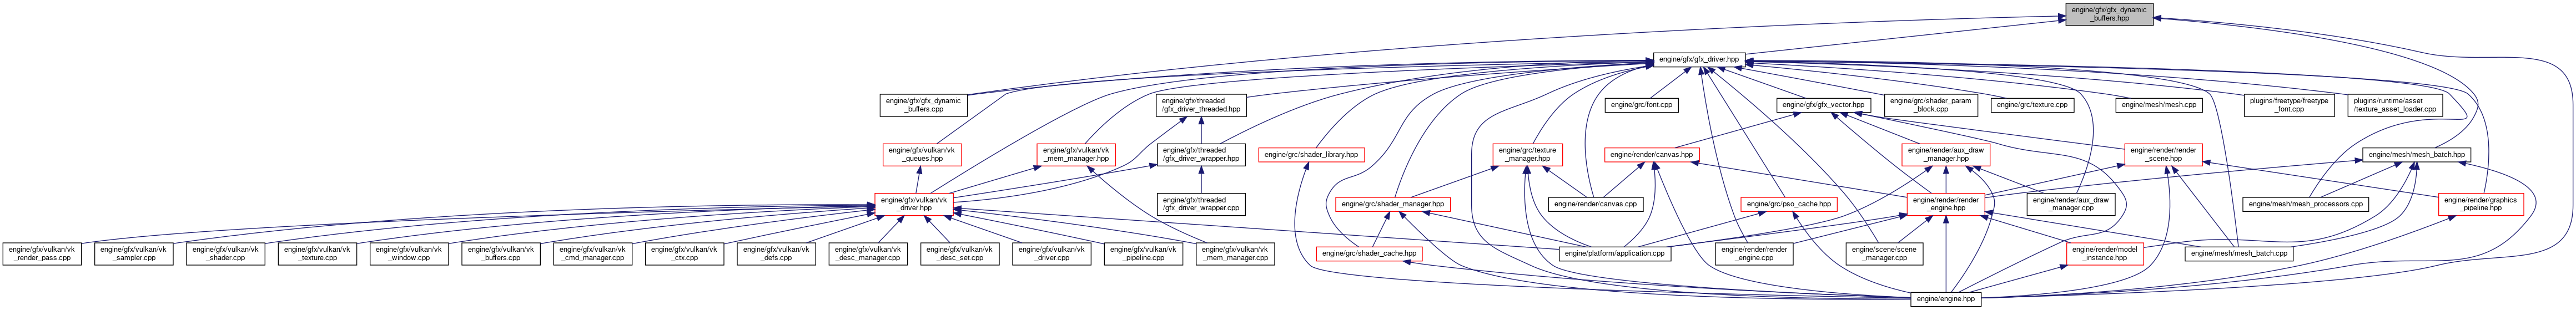 engine/gfx/gfx_dynamic
_buffers.hpp
engine/gfx/gfx_driver.hpp
engine/gfx/gfx_dynamic
_buffers.cpp
engine/gfx/threaded
/gfx_driver_threaded.hpp
engine/grc/font.cpp
engine/gfx/gfx_vector.hpp
engine/grc/shader_param
_block.cpp
engine/grc/texture.cpp
engine/mesh/mesh.cpp
plugins/freetype/freetype
_font.cpp
plugins/runtime/asset
/texture_asset_loader.cpp
engine/gfx/vulkan/vk
_queues.hpp
engine/gfx/vulkan/vk
_mem_manager.hpp
engine/gfx/threaded
/gfx_driver_wrapper.hpp
engine/grc/shader_library.hpp
engine/grc/texture
_manager.hpp
engine/render/canvas.hpp
engine/render/aux_draw
_manager.hpp
engine/render/render
_scene.hpp
engine/mesh/mesh_batch.hpp
engine/gfx/vulkan/vk
_driver.hpp
engine/gfx/threaded
/gfx_driver_wrapper.cpp
engine/grc/shader_manager.hpp
engine/render/canvas.cpp
engine/grc/pso_cache.hpp
engine/render/render
_engine.hpp
engine/render/aux_draw
_manager.cpp
engine/mesh/mesh_processors.cpp
engine/render/graphics
_pipeline.hpp
engine/gfx/vulkan/vk
_render_pass.cpp
engine/gfx/vulkan/vk
_sampler.cpp
engine/gfx/vulkan/vk
_shader.cpp
engine/gfx/vulkan/vk
_texture.cpp
engine/gfx/vulkan/vk
_window.cpp
engine/gfx/vulkan/vk
_buffers.cpp
engine/gfx/vulkan/vk
_cmd_manager.cpp
engine/gfx/vulkan/vk
_ctx.cpp
engine/gfx/vulkan/vk
_defs.cpp
engine/gfx/vulkan/vk
_desc_manager.cpp
engine/gfx/vulkan/vk
_desc_set.cpp
engine/gfx/vulkan/vk
_driver.cpp
engine/gfx/vulkan/vk
_pipeline.cpp
engine/gfx/vulkan/vk
_mem_manager.cpp
engine/grc/shader_cache.hpp
engine/platform/application.cpp
engine/render/render
_engine.cpp
engine/scene/scene
_manager.cpp
engine/render/model
_instance.hpp
engine/mesh/mesh_batch.cpp
engine/engine.hpp